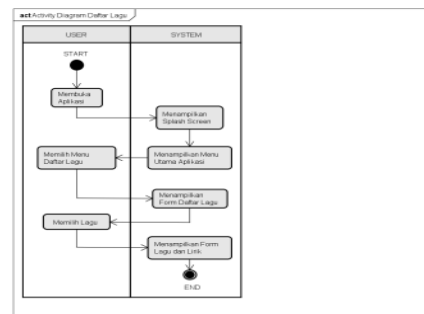 act Activity Diagram Daftar Lagu
USER
SYSTEM
START
Membuka
Aplikasi
Menampilkan
Splash Screen
Menampilkan Menu
Utama Aplikasi
Memilih Menu
Daftar Lagu
Menampilkan
Form Daftar Lagu
Memilih Lagu
Menampilkan Form
Lagu dan Lirik
END